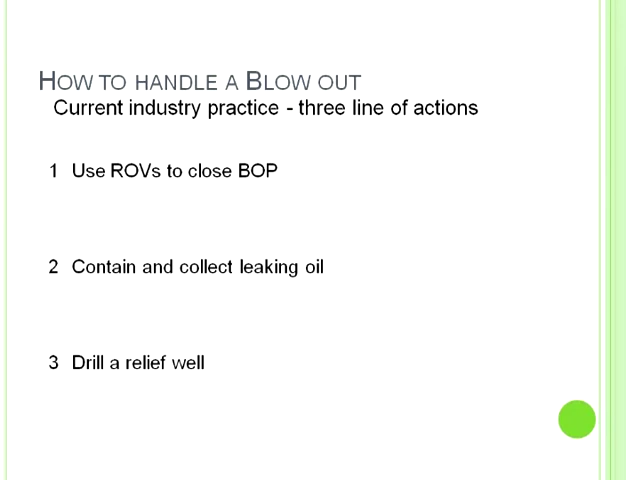 How to handle a Blow out
Current industry practice - three line of actions
1 Use ROVs to close BOP
2 Contain and collect leaking oil
3 Drill a relief well